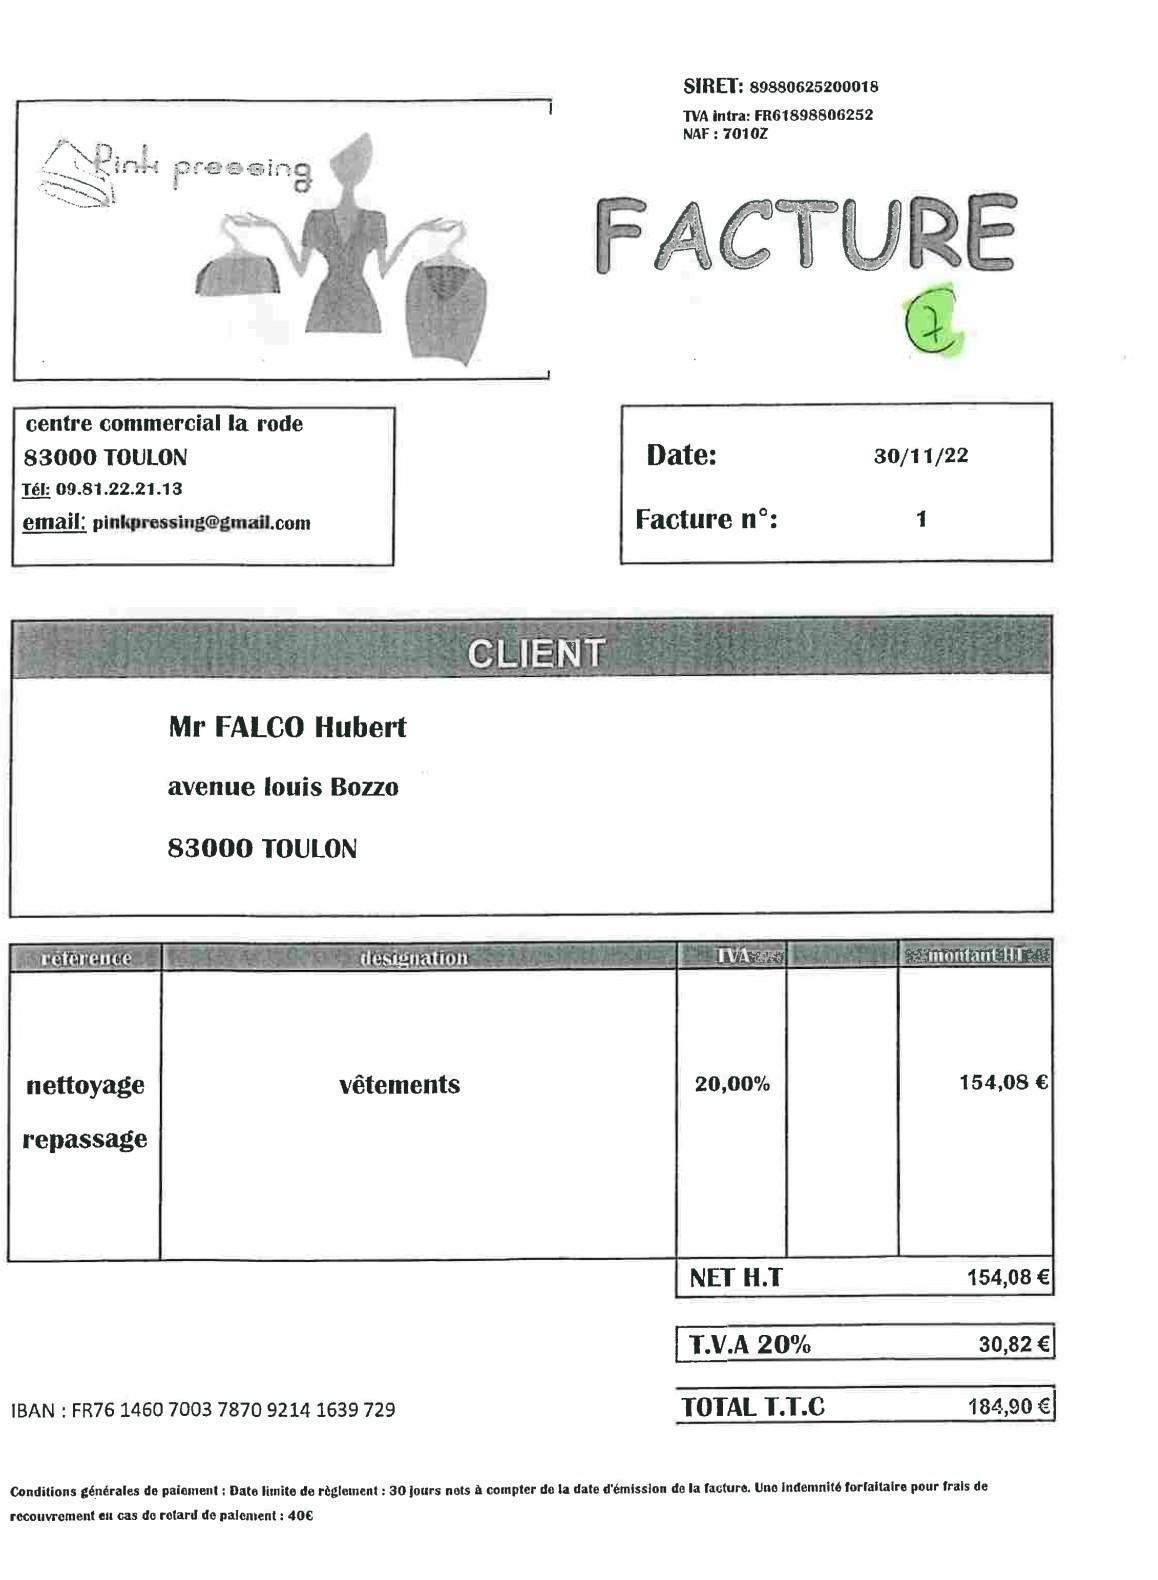 SIRET: 89880625200018
TVA intra: FR61898806252
NAF : 7010Z
Pink pressing
FACTURE
7
centre commercial la rode
83000 TOULON
Tél: 09.81.22.21.13
email: pinkpressing@gmail.com
Date: 30/11/22
Facture n°: 1
CLIENT
Mr FALCO Hubert
avenue louis Bozzo
83000 TOULON
référence désignation TVA montant HT
nettoyage vêtements 20,00% 154,08 €
repassage
NET H.T 154,08 €
T.V.A 20% 30,82 €
IBAN : FR76 1460 7003 7870 9214 1639 729
TOTAL T.T.C 184,90 €
Conditions générales de paiement : Date limite de règlement : 30 jours nets à compter de la date d'émission de la facture. Une indemnité forfaitaire pour frais de
recouvrement en cas de retard de paiement : 40€